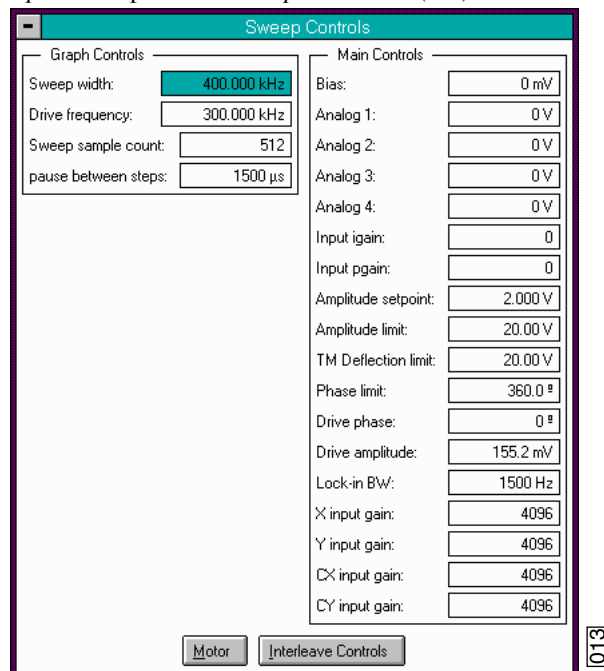 Sweep Controls
Graph Controls
Sweep width: 400.000 kHz
Drive frequency: 300.000 kHz
Sweep sample count: 512
pause between steps: 1500 µs
Main Controls
Bias: 0 mV
Analog 1: 0 V
Analog 2: 0 V
Analog 3: 0 V
Analog 4: 0 V
Input igain: 0
Input pgain: 0
Amplitude setpoint: 2.000 V
Amplitude limit: 20.00 V
TM Deflection limit: 20.00 V
Phase limit: 360.0 º
Drive phase: 0 º
Drive amplitude: 155.2 mV
Lock-in BW: 1500 Hz
X input gain: 4096
Y input gain: 4096
CX input gain: 4096
CY input gain: 4096
Motor
Interleave Controls
013